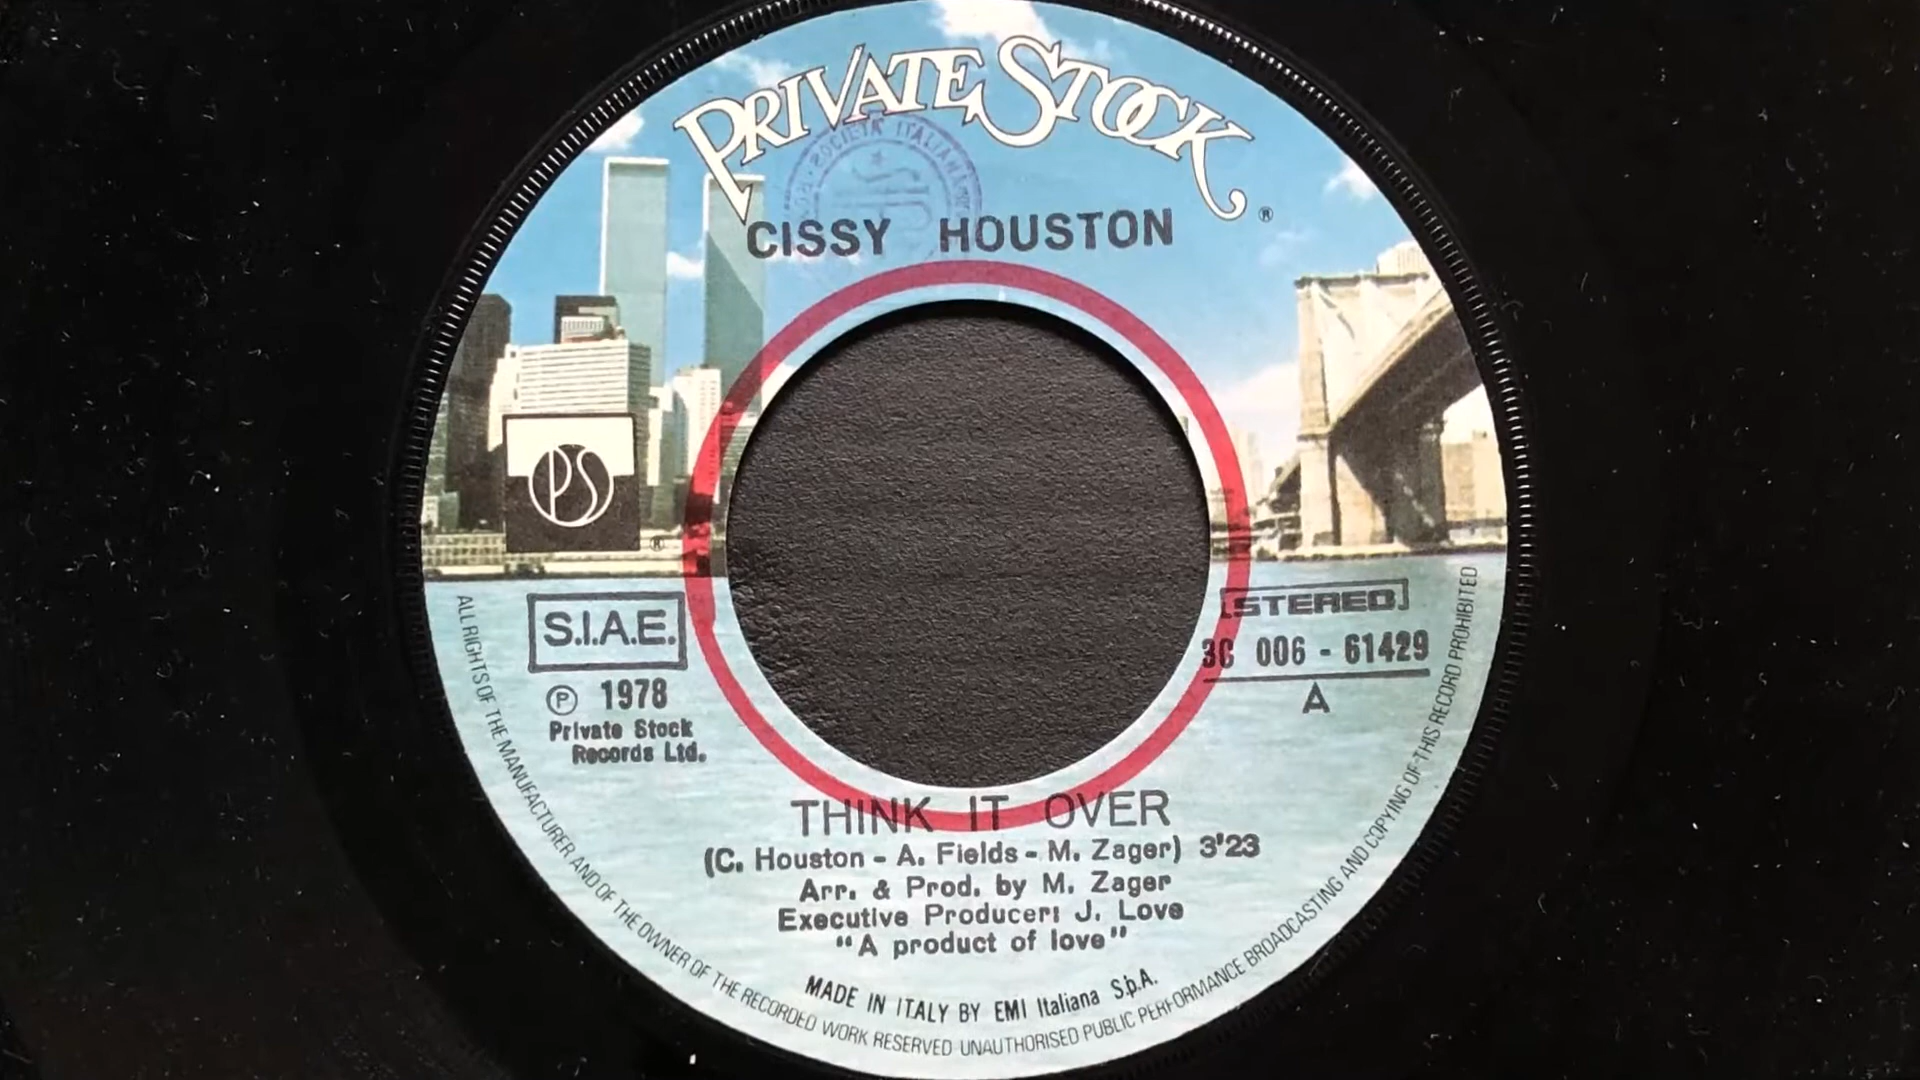 PRIVATE STOCK
®
SOCIETA ITALIANA
CISSY HOUSTON
PS
®
S.I.A.E.
Ⓟ 1978
Private Stock
Records Ltd.
[STEREO]
3C 006 - 61429
A
THINK IT OVER
(C. Houston - A. Fields - M. Zager) 3'23
Arr. & Prod. by M. Zager
Executive Producer: J. Love
"A product of love"
MADE IN ITALY BY EMI Italiana S.p.A.
ALL RIGHTS OF THE MANUFACTURER AND OF THE OWNER OF THE RECORDED WORK RESERVED UNAUTHORISED PUBLIC PERFORMANCE BROADCASTING AND COPYING OF THIS RECORD PROHIBITED